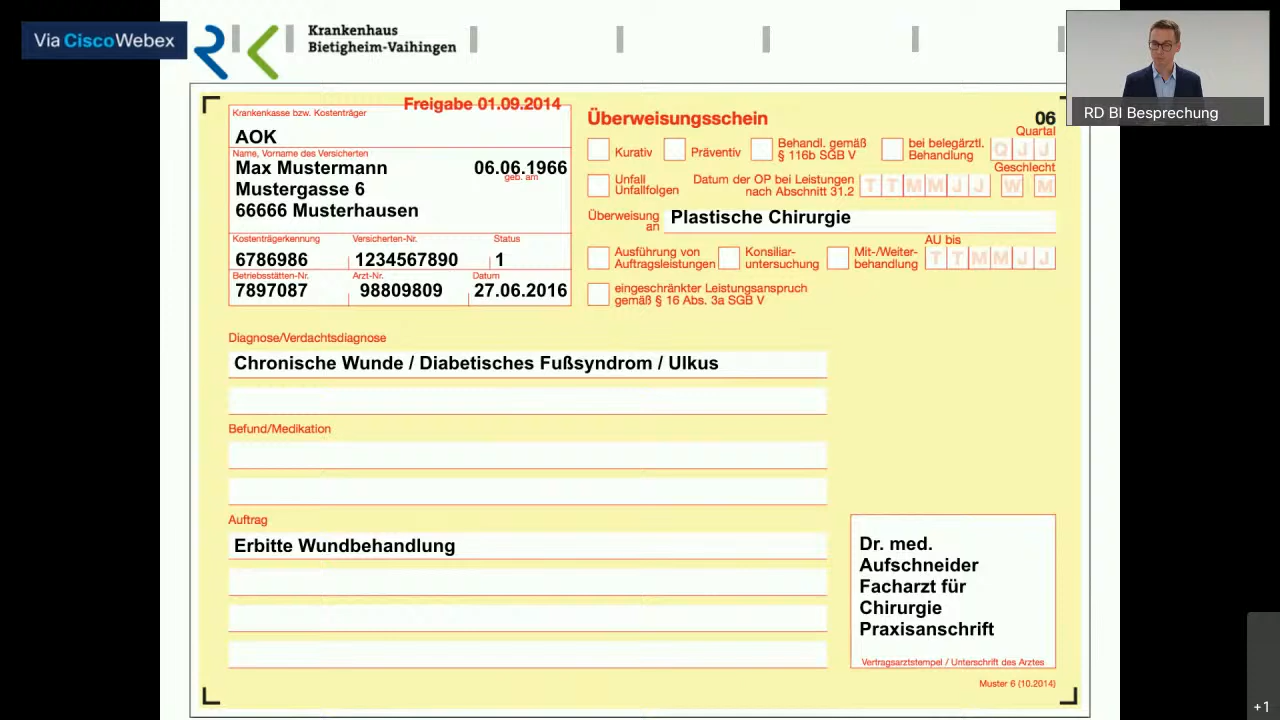 Via Cisco Webex
Krankenhaus
Bietigheim-Vaihingen
RD BI Besprechung
Freigabe 01.09.2014
Krankenkasse bzw. Kostenträger
AOK
Name, Vorname des Versicherten
Max Mustermann 06.06.1966
geb. am
Mustergasse 6
66666 Musterhausen
Kostenträgerkennung Versicherten-Nr. Status
6786986 1234567890 1
Betriebsstätten-Nr. Arzt-Nr. Datum
7897087 98809809 27.06.2016
Überweisungsschein 06
Quartal
Kurativ Präventiv Behandl. gemäß
§ 116b SGB V
bei belegärztl.
Behandlung
Q J J
Geschlecht
Unfall
Unfallfolgen
Datum der OP bei Leistungen
nach Abschnitt 31.2
T T M M J J W M
Überweisung
an
Plastische Chirurgie
AU bis
Ausführung von
Auftragsleistungen
Konsiliar-
untersuchung
Mit-/Weiter-
behandlung
T T M M J J
eingeschränkter Leistungsanspruch
gemäß § 16 Abs. 3a SGB V
Diagnose/Verdachtsdiagnose
Chronische Wunde / Diabetisches Fußsyndrom / Ulkus
Befund/Medikation
Auftrag
Erbitte Wundbehandlung
Dr. med.
Aufschneider
Facharzt für
Chirurgie
Praxisanschrift
Vertragsarztstempel / Unterschrift des Arztes
Muster 6 (10.2014)
+1